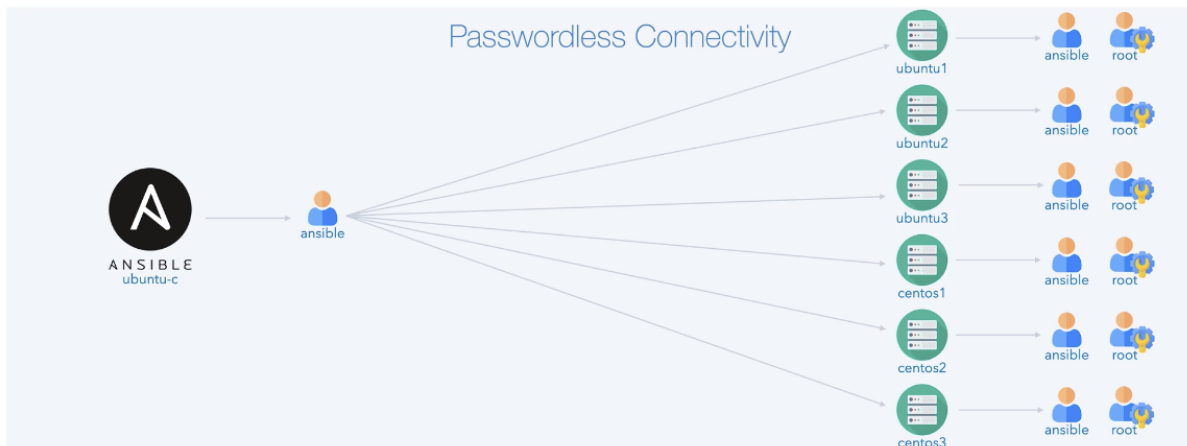 Passwordless Connectivity
ubuntu1
ansible root
ubuntu2
ansible root
ubuntu3
ansible root
ansible
ANSIBLE
ubuntu-c
centos1
ansible root
centos2
ansible root
centos3
ansible root